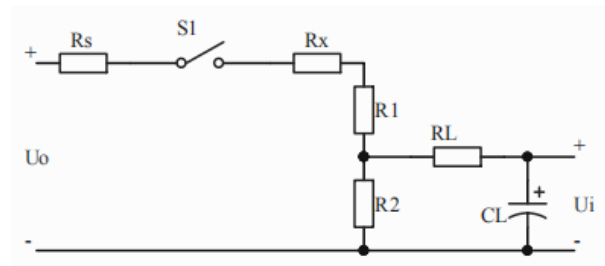 S1
+ Rs Rx
R1
RL
+
Uo
+
R2
CL
Ui
-
-